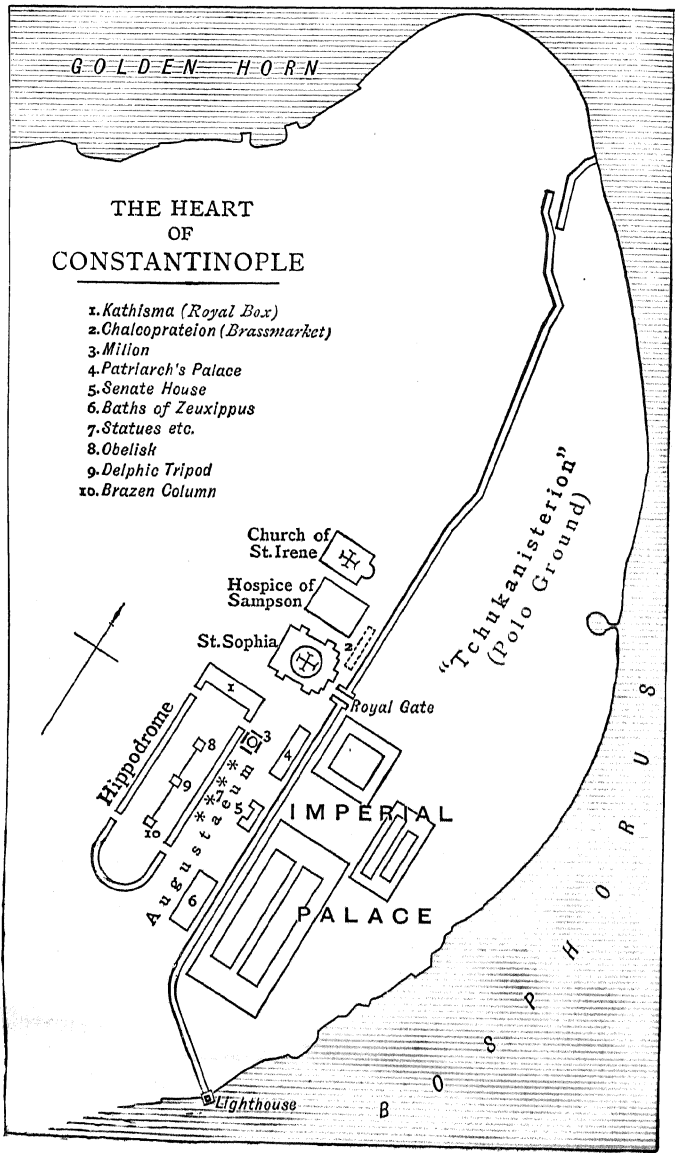 GOLDEN HORN
THE HEART
OF
CONSTANTINOPLE
1. Kathisma (Royal Box)
2. Chalcoprateion (Brassmarket)
3. Milion
4. Patriarch's Palace
5. Senate House
6. Baths of Zeuxippus
7. Statues etc.
8. Obelisk
9. Delphic Tripod
10. Brazen Column
"Tchukanisterion"
(Polo Ground)
Church of
St. Irene
Hospice of
Sampson
St. Sophia
2
1
Royal Gate
Hippodrome
3
8
4
9
7
5
10
Augustaeum
6
IMPERIAL
PALACE
BOSPHORUS
Lighthouse